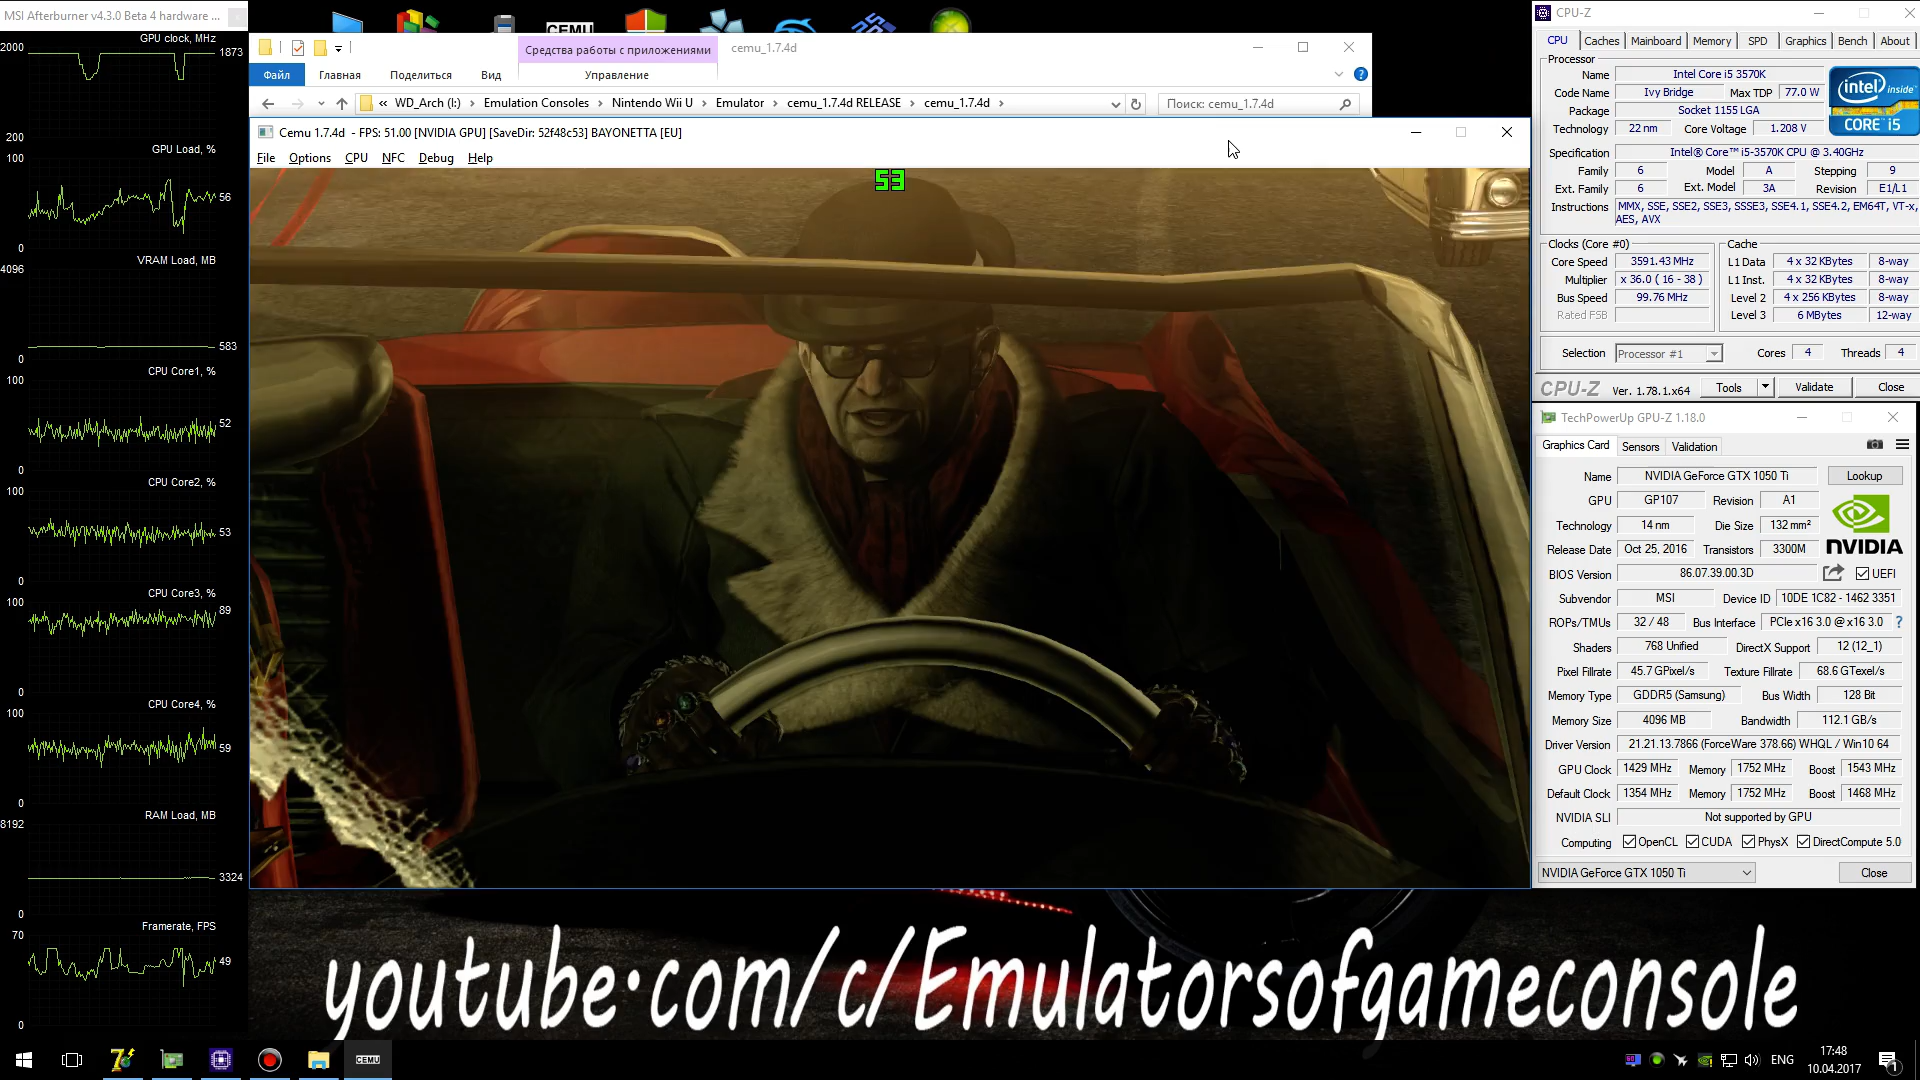 MSI Afterburner v4.3.0 Beta 4 hardware ...
GPU clock, MHz
2000
1873
200
GPU Load, %
100
56
0
VRAM Load, MB
4096
583
0
CPU Core1, %
100
52
0
CPU Core2, %
100
53
0
CPU Core3, %
100
89
0
CPU Core4, %
100
59
0
RAM Load, MB
8192
3324
0
Framerate, FPS
70
49
0
CEMU
Средства работы с приложениями
cemu_1.7.4d
Файл Главная Поделиться Вид Управление
« WD_Arch (I:) Emulation Consoles Nintendo Wii U Emulator cemu_1.7.4d RELEASE cemu_1.7.4d
Поиск: cemu_1.7.4d
Cemu 1.7.4d - FPS: 51.00 [NVIDIA GPU] [SaveDir: 52f48c53] BAYONETTA [EU]
File Options CPU NFC Debug Help
53
CPU-Z
CPU Caches Mainboard Memory SPD Graphics Bench About
Processor
Name Intel Core i5 3570K
Code Name Ivy Bridge Max TDP 77.0 W
Package Socket 1155 LGA
Technology 22 nm Core Voltage 1.208 V
intel inside™
CORE i5
Specification Intel® Core™ i5-3570K CPU @ 3.40GHz
Family 6 Model A Stepping 9
Ext. Family 6 Ext. Model 3A Revision E1/L1
Instructions MMX, SSE, SSE2, SSE3, SSSE3, SSE4.1, SSE4.2, EM64T, VT-x,
AES, AVX
Clocks (Core #0)
Core Speed 3591.43 MHz
Multiplier x 36.0 ( 16 - 38 )
Bus Speed 99.76 MHz
Rated FSB
Cache
L1 Data 4 x 32 KBytes 8-way
L1 Inst. 4 x 32 KBytes 8-way
Level 2 4 x 256 KBytes 8-way
Level 3 6 MBytes 12-way
Selection Processor #1 Cores 4 Threads 4
CPU-Z Ver. 1.78.1.x64 Tools Validate Close
TechPowerUp GPU-Z 1.18.0
Graphics Card Sensors Validation
Name NVIDIA GeForce GTX 1050 Ti Lookup
GPU GP107 Revision A1
Technology 14 nm Die Size 132 mm²
Release Date Oct 25, 2016 Transistors 3300M
NVIDIA
BIOS Version 86.07.39.00.3D UEFI
Subvendor MSI Device ID 10DE 1C82 - 1462 3351
ROPs/TMUs 32 / 48 Bus Interface PCIe x16 3.0 @ x16 3.0 ?
Shaders 768 Unified DirectX Support 12 (12_1)
Pixel Fillrate 45.7 GPixel/s Texture Fillrate 68.6 GTexel/s
Memory Type GDDR5 (Samsung) Bus Width 128 Bit
Memory Size 4096 MB Bandwidth 112.1 GB/s
Driver Version 21.21.13.7866 (ForceWare 378.66) WHQL / Win10 64
GPU Clock 1429 MHz Memory 1752 MHz Boost 1543 MHz
Default Clock 1354 MHz Memory 1752 MHz Boost 1468 MHz
NVIDIA SLI Not supported by GPU
Computing OpenCL CUDA PhysX DirectCompute 5.0
NVIDIA GeForce GTX 1050 Ti Close
youtube.com/c/Emulatorsofgameconsole
CEMU
ENG
17:48
10.04.2017
1